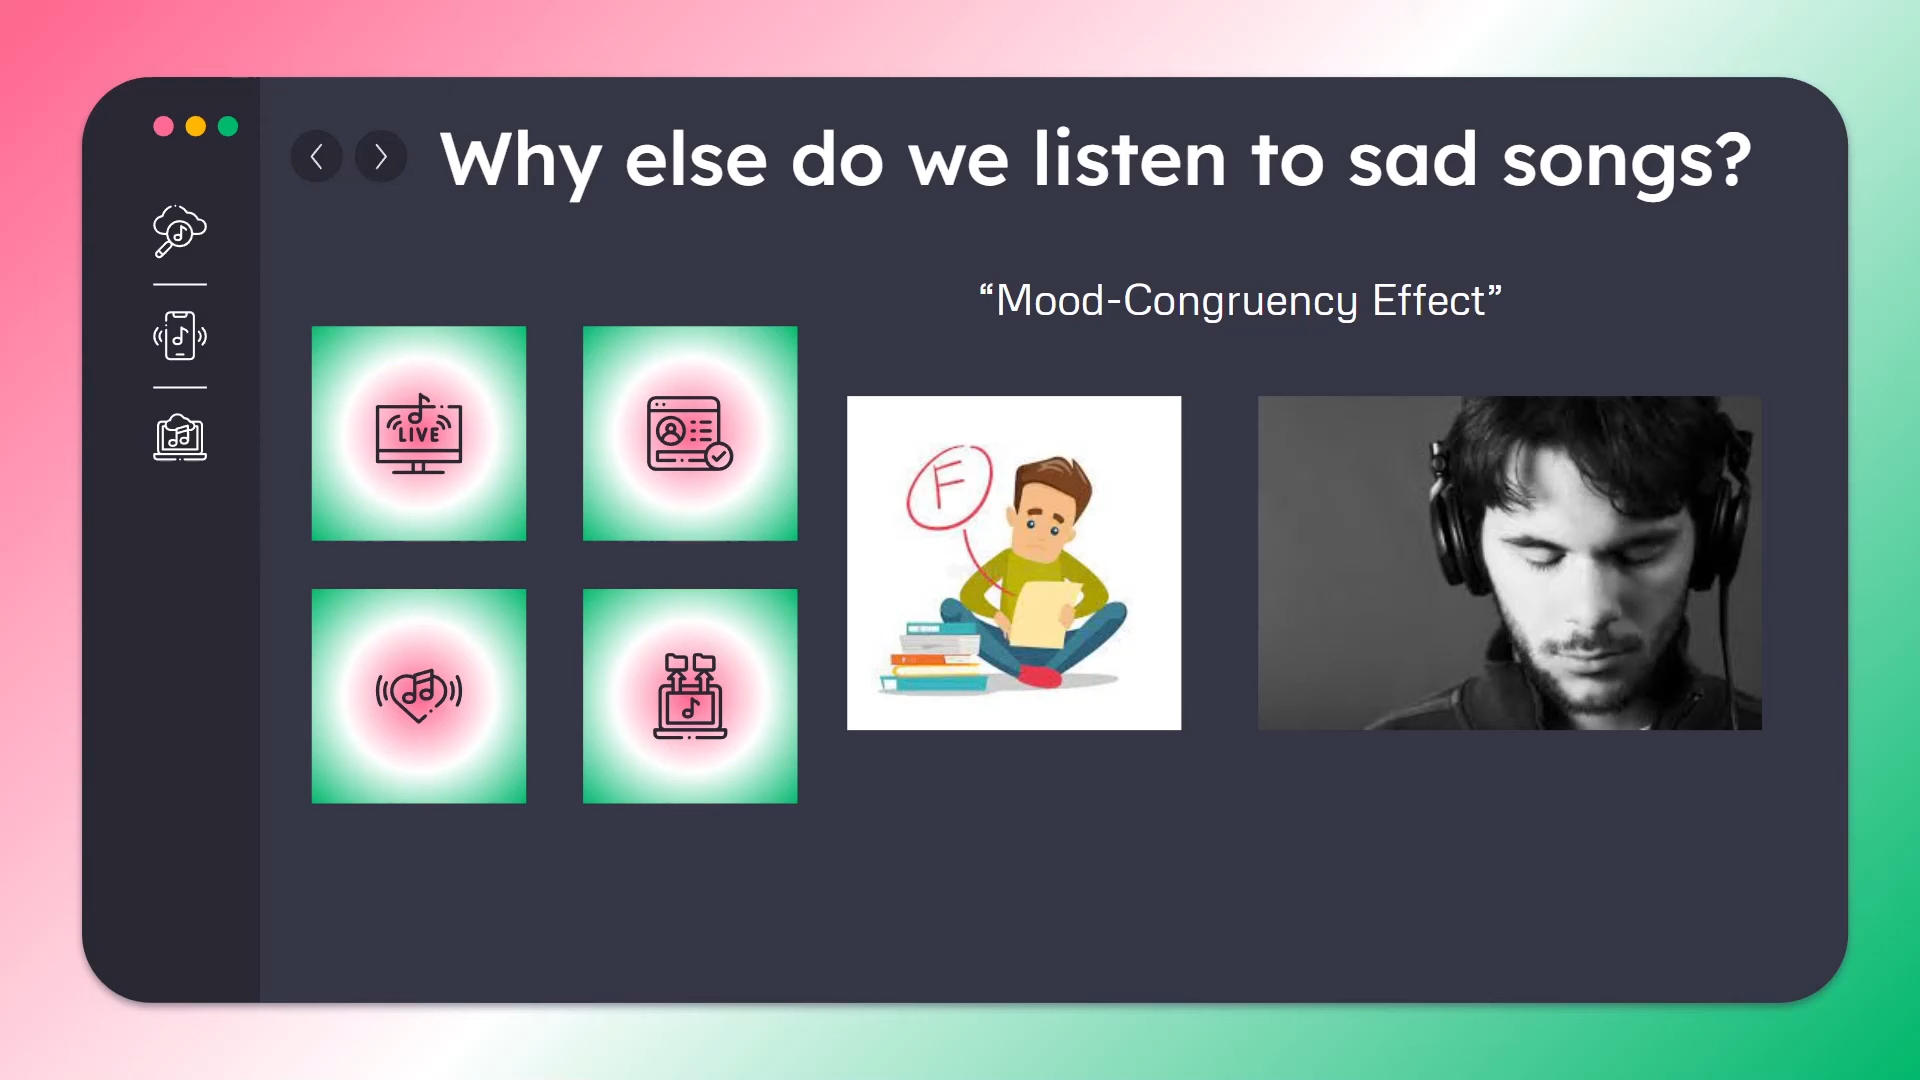 Why else do we listen to sad songs?
“Mood-Congruency Effect”
LIVE
F